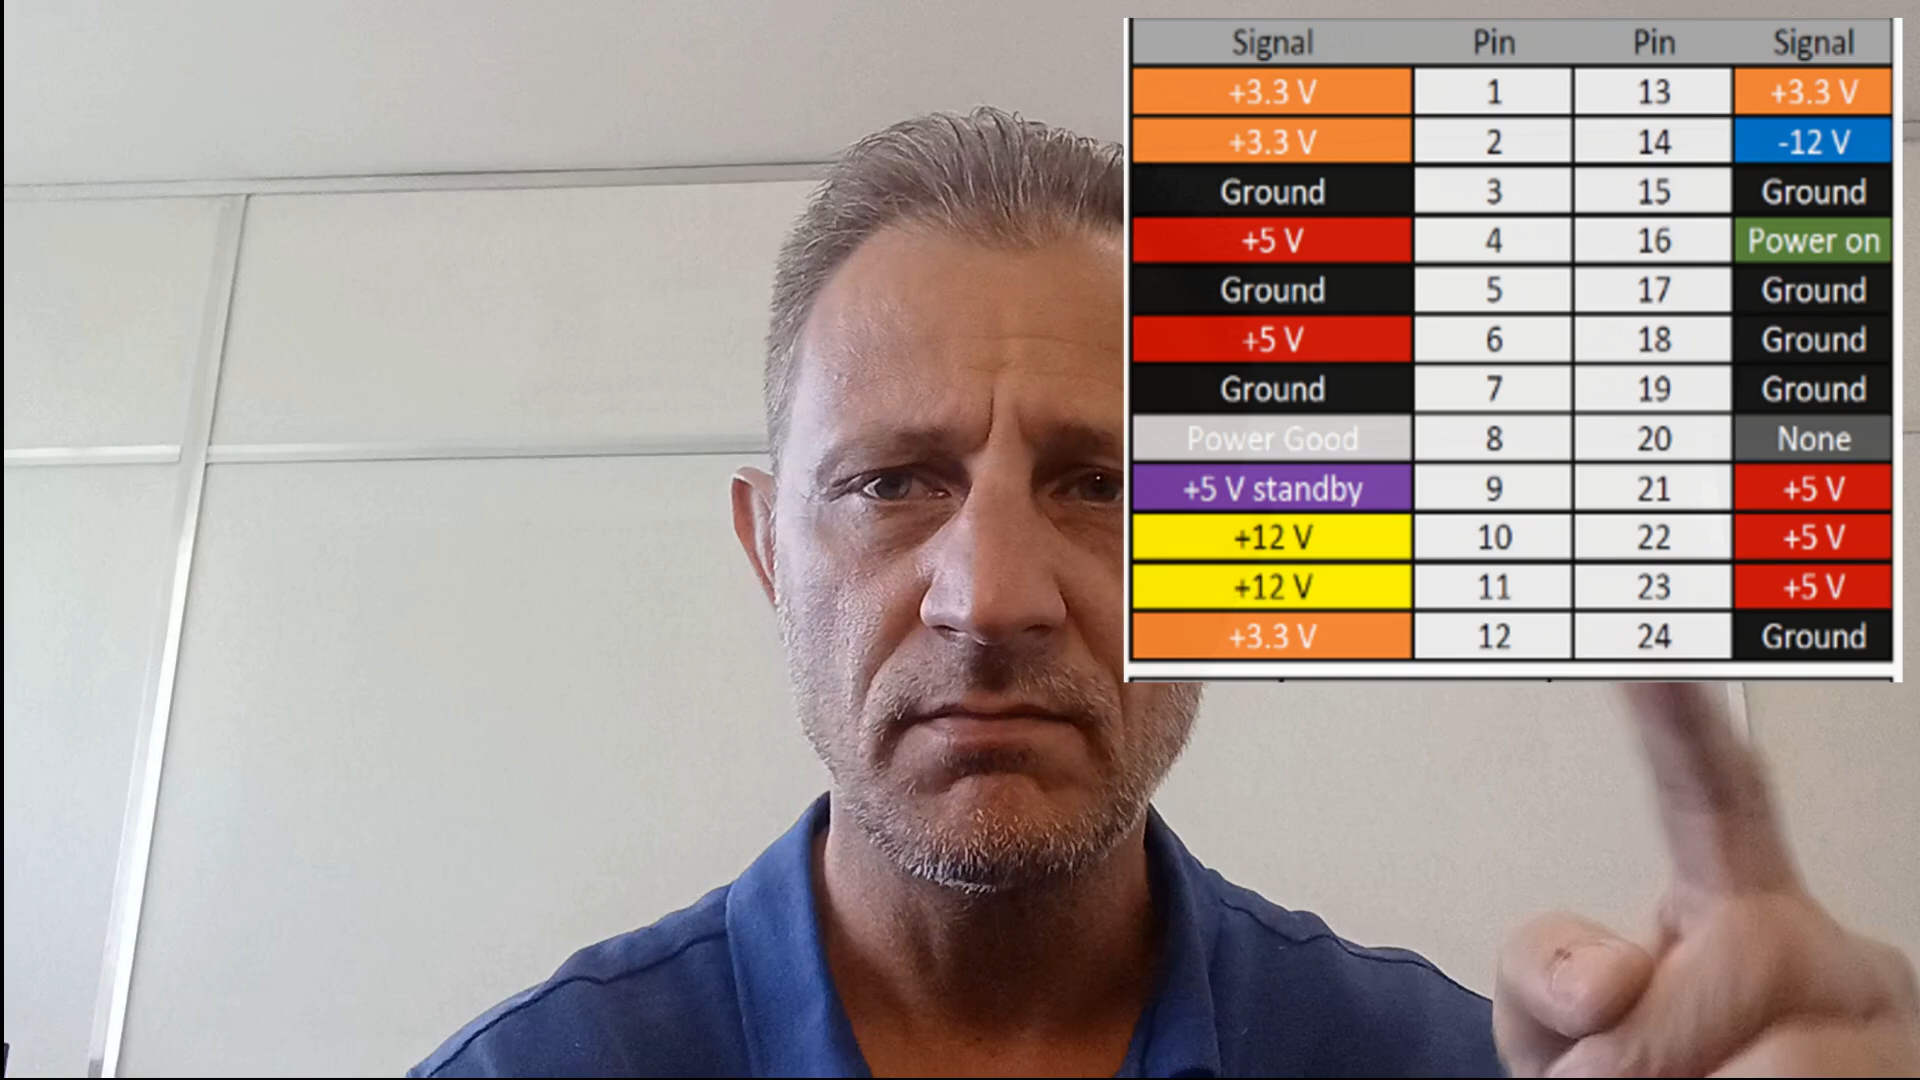 Signal Pin Pin Signal
+3.3 V 1 13 +3.3 V
+3.3 V 2 14 -12 V
Ground 3 15 Ground
+5 V 4 16 Power on
Ground 5 17 Ground
+5 V 6 18 Ground
Ground 7 19 Ground
Power Good 8 20 None
+5 V standby 9 21 +5 V
+12 V 10 22 +5 V
+12 V 11 23 +5 V
+3.3 V 12 24 Ground